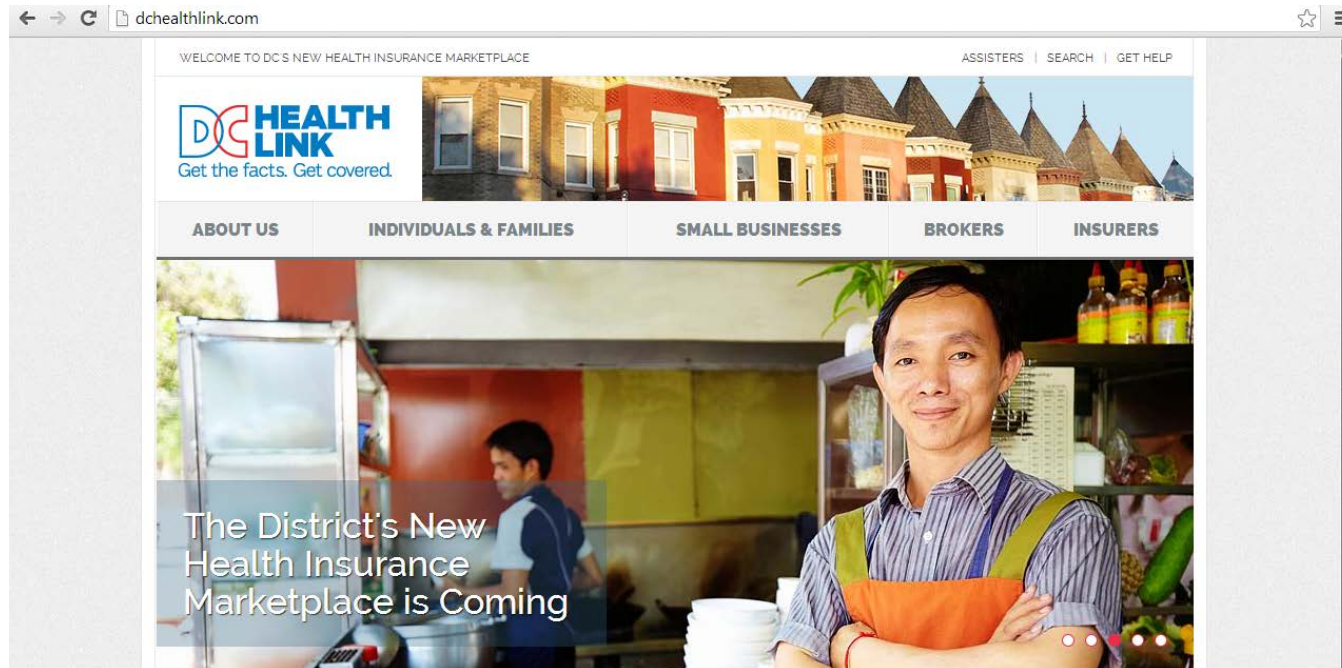 dchealthlink.com
WELCOME TO DC'S NEW HEALTH INSURANCE MARKETPLACE
ASSISTERS | SEARCH | GET HELP
DC HEALTH
LINK
Get the facts. Get covered.
ABOUT US
INDIVIDUALS & FAMILIES
SMALL BUSINESSES
BROKERS
INSURERS
The District's New
Health Insurance
Marketplace is Coming